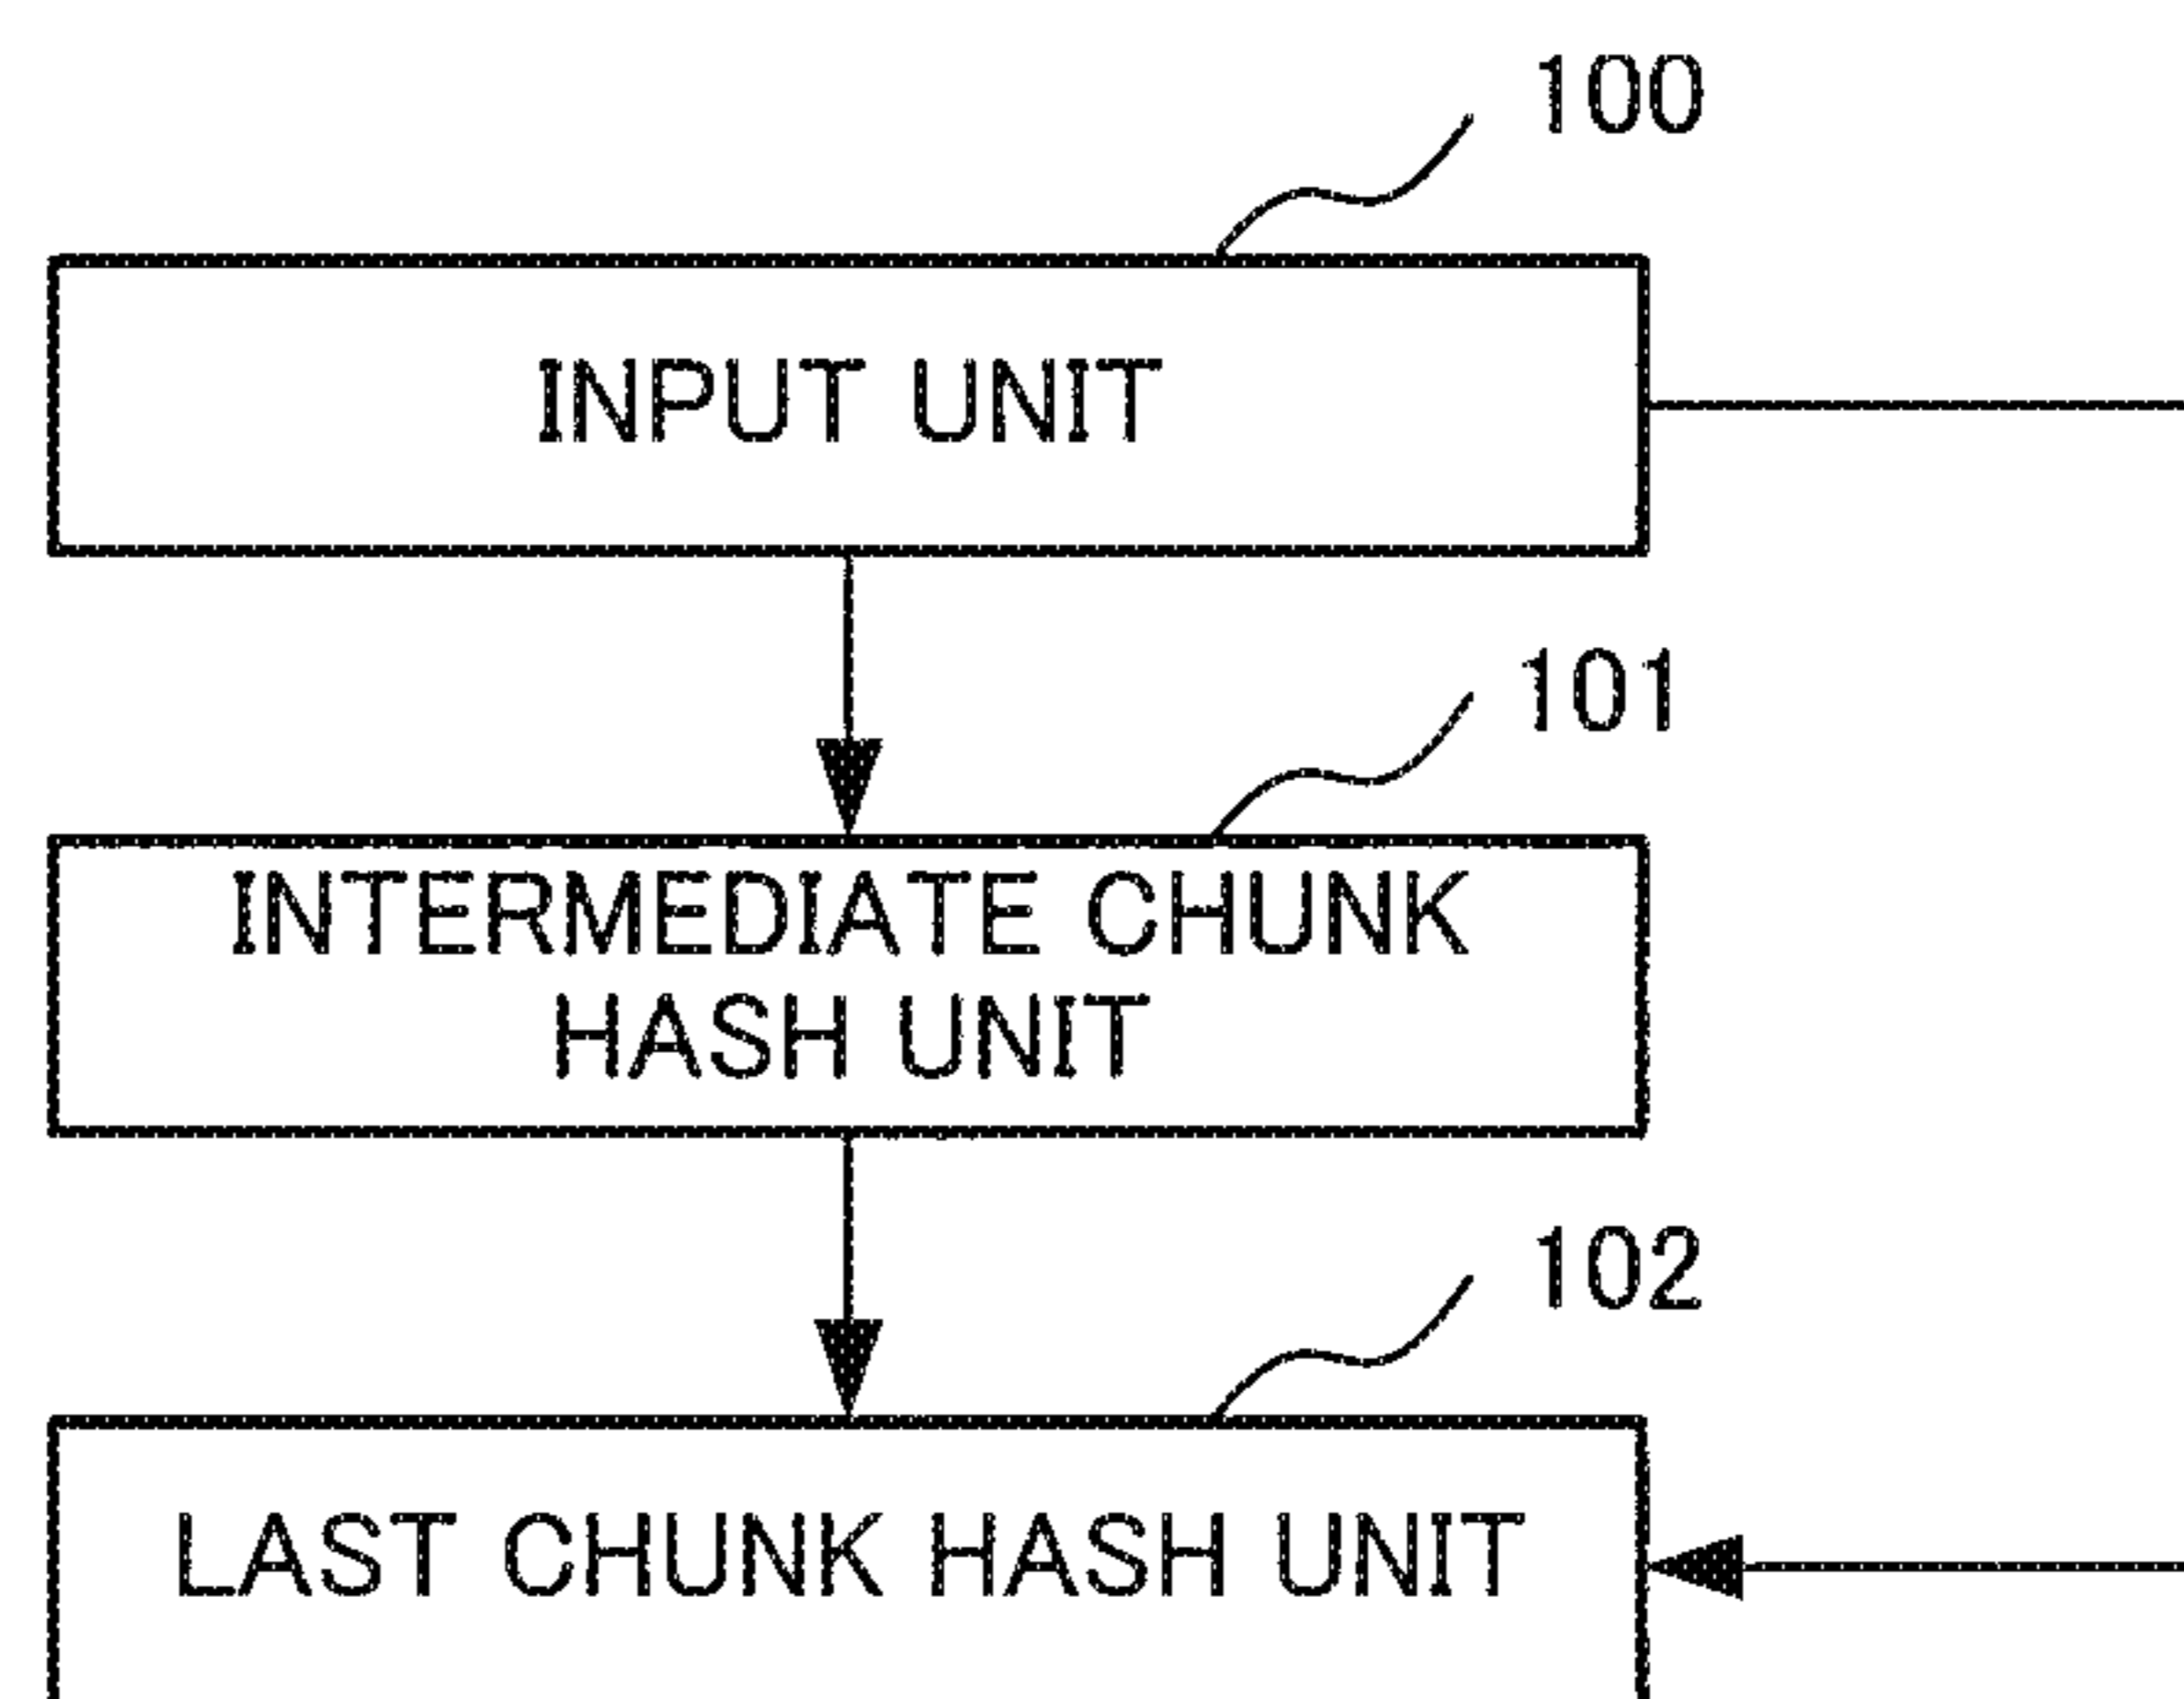 100
INPUT UNIT
101
INTERMEDIATE CHUNK
HASH UNIT
102
LAST CHUNK HASH UNIT